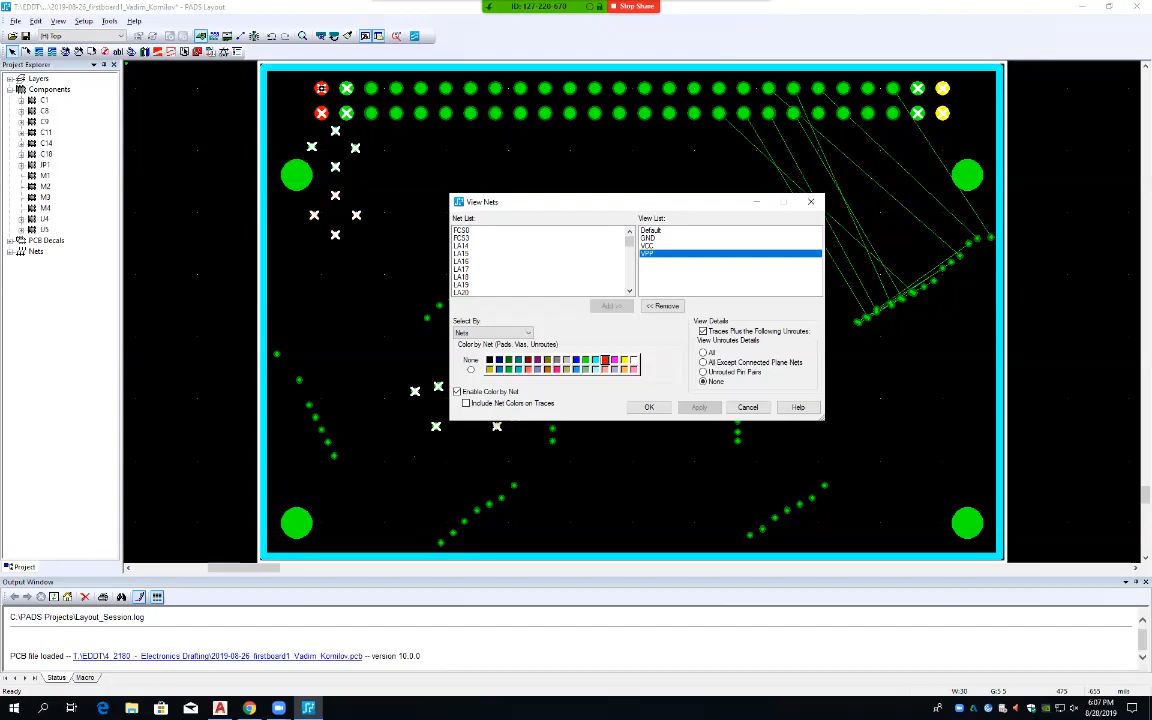 T:\EDDT\...\2019-08-26_firstboard1_Vadim_Kornilov* - PADS Layout
ID: 127-220-670
Stop Share
File Edit View Setup Tools Help
(H) Top
Project Explorer
Layers
Components
C1
C8
C9
C11
C14
C18
JP1
M1
M2
M3
M4
U4
U5
PCB Decals
Nets
Project
View Nets
Net List:
View List:
FCS0
FCS3
LA14
LA15
LA16
LA17
LA18
LA19
LA20
Default
GND
VCC
VPP
Add >>
<< Remove
Select By
Nets
Color by Net (Pads, Vias, Unroutes)
None
Enable Color by Net
Include Net Colors on Traces
View Details
Traces Plus the Following Unroutes:
View Unroutes Details
All
All Except Connected Plane Nets
Unrouted Pin Pairs
None
OK
Apply
Cancel
Help
Output Window
C:\PADS Projects\Layout_Session.log
PCB file loaded -- T:\EDDT\4_2180 - Electronics Drafting\2019-08-26_firstboard1_Vadim_Kornilov.pcb -- version 10.0.0
Status
Macro
Ready
W:30
G:5 5
475
-655
mils
6:07 PM
8/28/2019